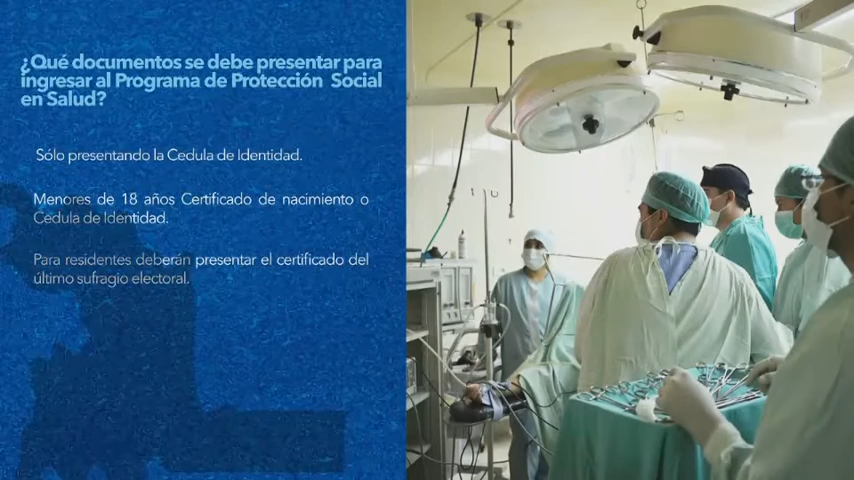 ¿Qué documentos se debe presentar para
ingresar al Programa de Protección Social
en Salud?
Sólo presentando la Cedula de Identidad.
Menores de 18 años Certificado de nacimiento o
Cedula de Identidad.
Para residentes deberán presentar el certificado del
último sufragio electoral.